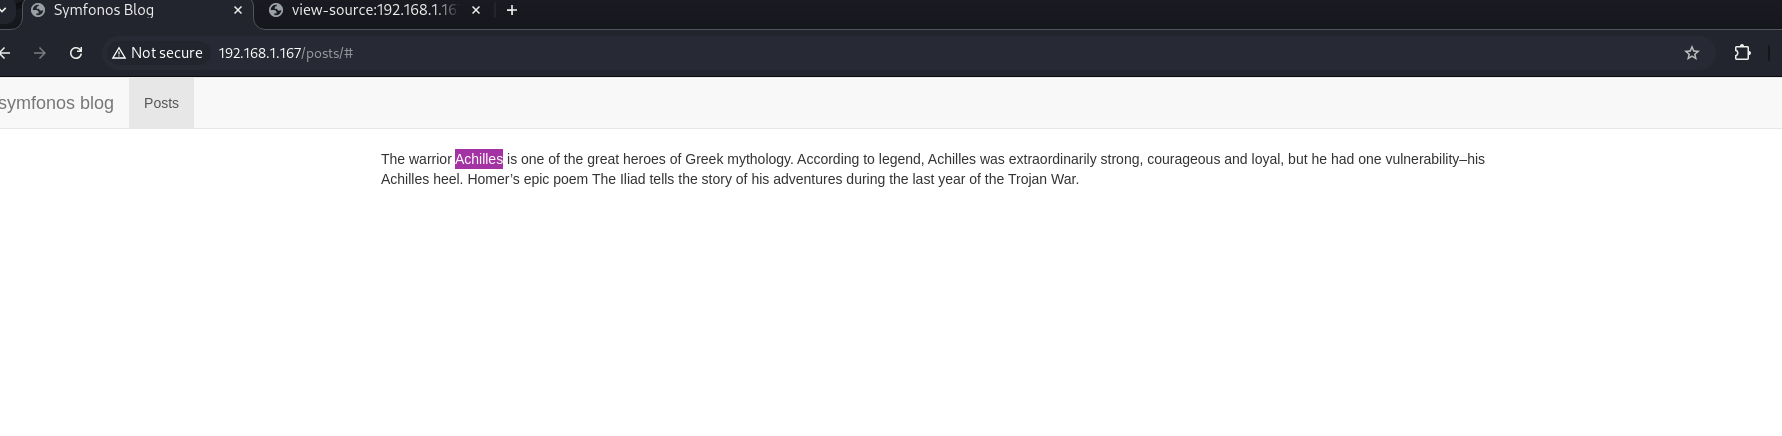 Symfonos Blog
view-source:192.168.1.16
Not secure 192.168.1.167/posts/#
symfonos blog Posts
The warrior Achilles is one of the great heroes of Greek mythology. According to legend, Achilles was extraordinarily strong, courageous and loyal, but he had one vulnerability–his
Achilles heel. Homer’s epic poem The Iliad tells the story of his adventures during the last year of the Trojan War.